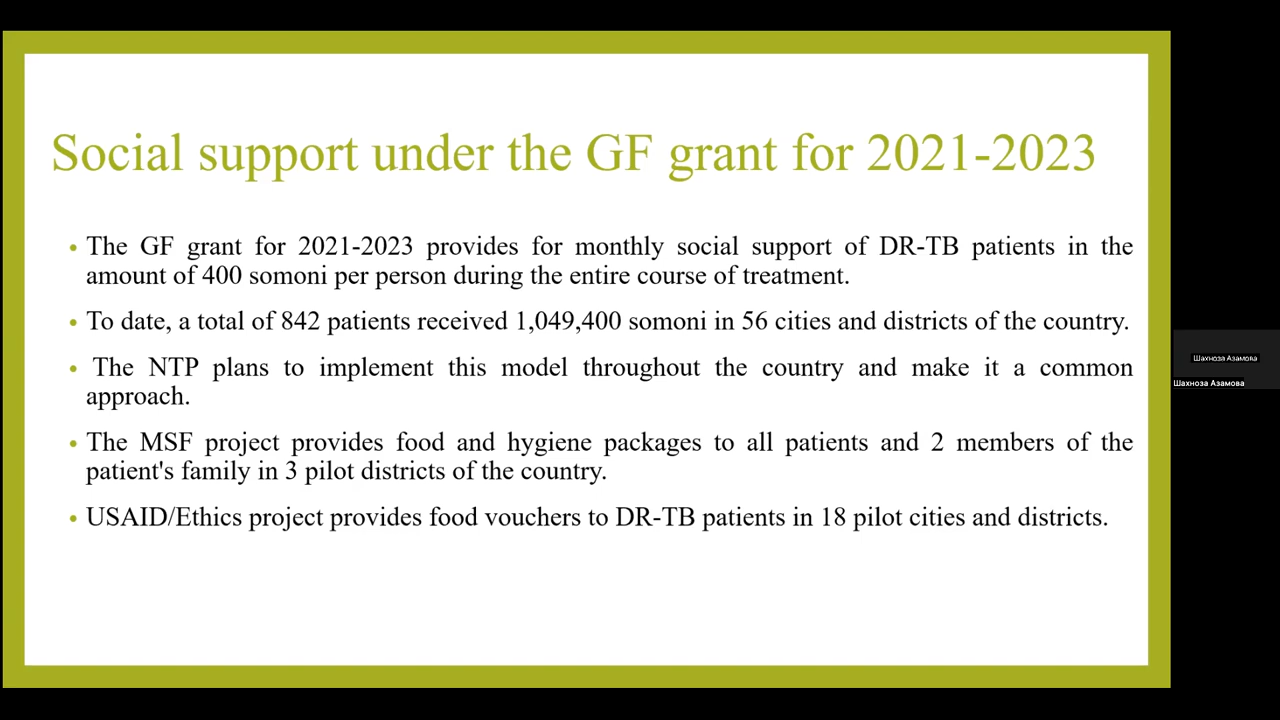 Social support under the GF grant for 2021-2023
• The GF grant for 2021-2023 provides for monthly social support of DR-TB patients in the
amount of 400 somoni per person during the entire course of treatment.
• To date, a total of 842 patients received 1,049,400 somoni in 56 cities and districts of the country.
• The NTP plans to implement this model throughout the country and make it a common
approach.
• The MSF project provides food and hygiene packages to all patients and 2 members of the
patient's family in 3 pilot districts of the country.
• USAID/Ethics project provides food vouchers to DR-TB patients in 18 pilot cities and districts.
Шахноза Азамова
Шахноза Азамова